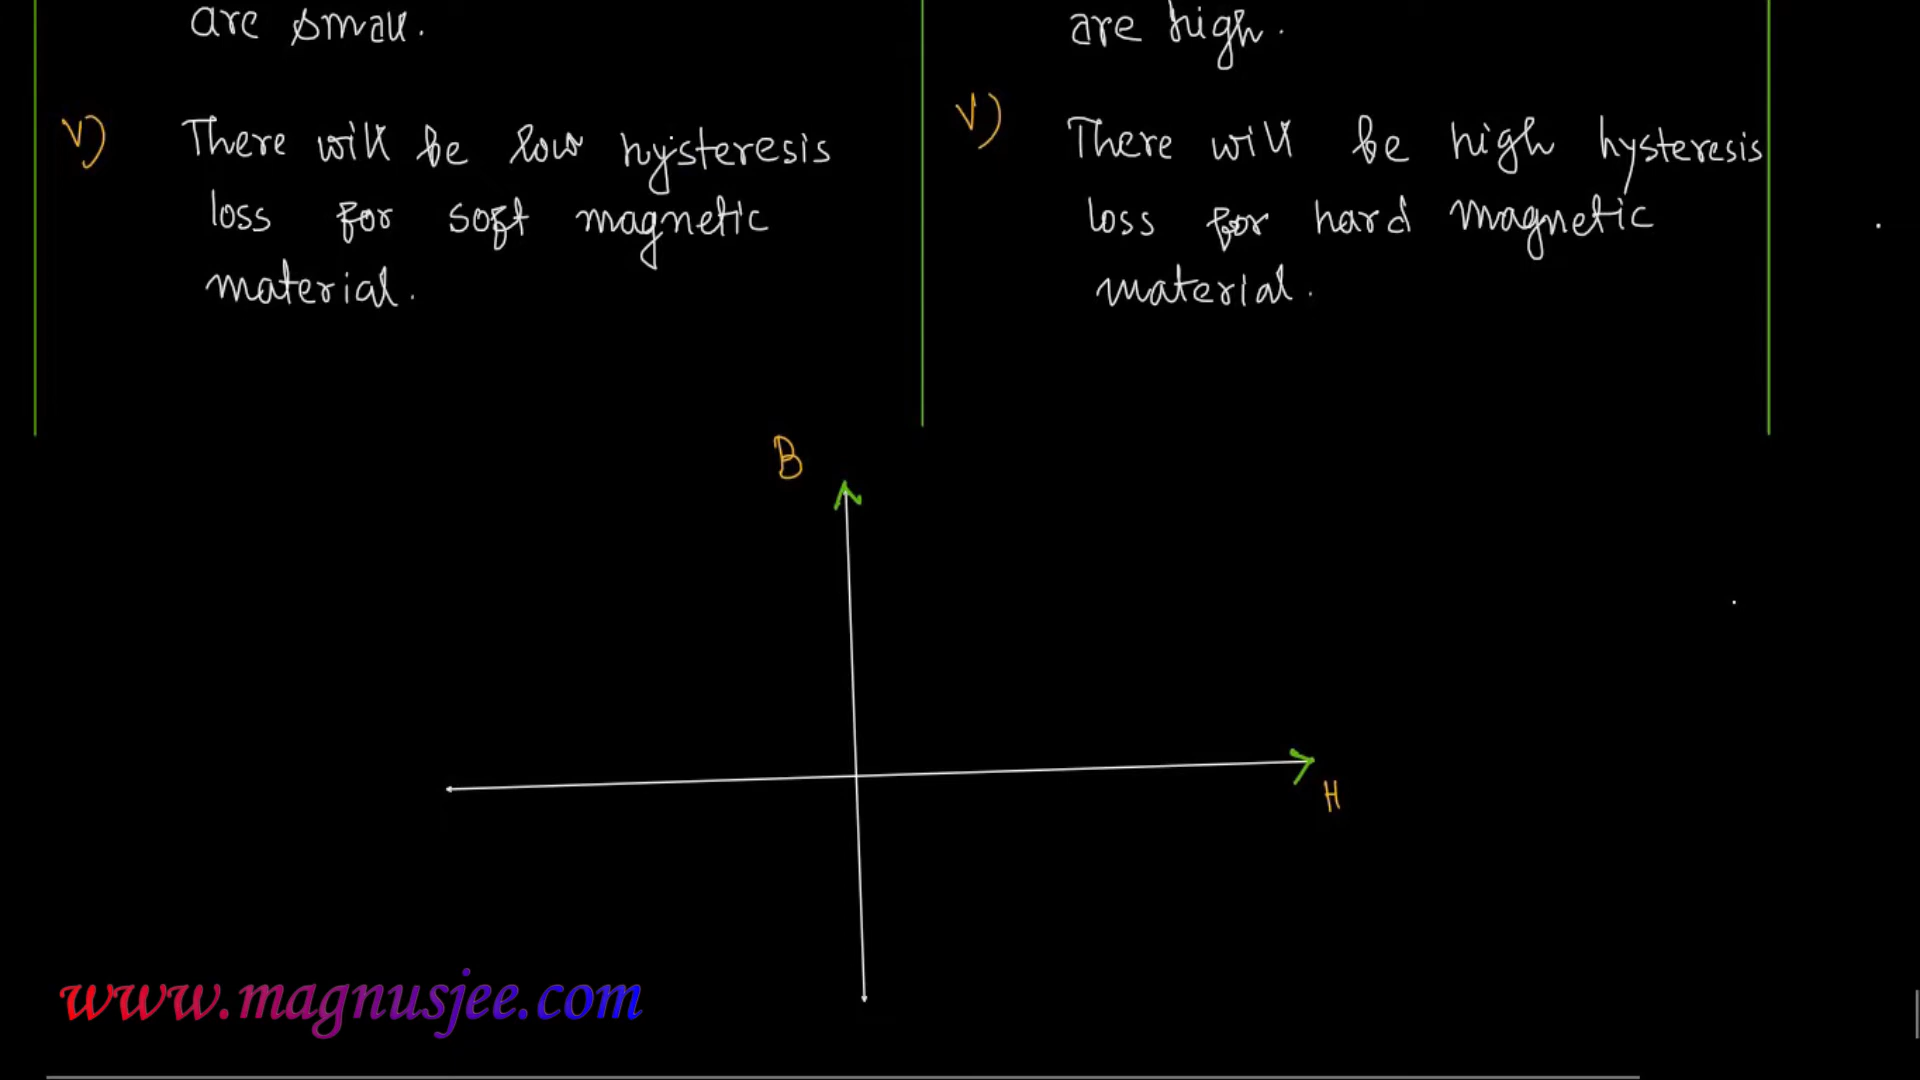 are small.
V) There will be low hysteresis
loss for soft magnetic
material.
are high.
V) There will be high hysteresis
loss for hard magnetic
material.
B
H
www.magnusjee.com